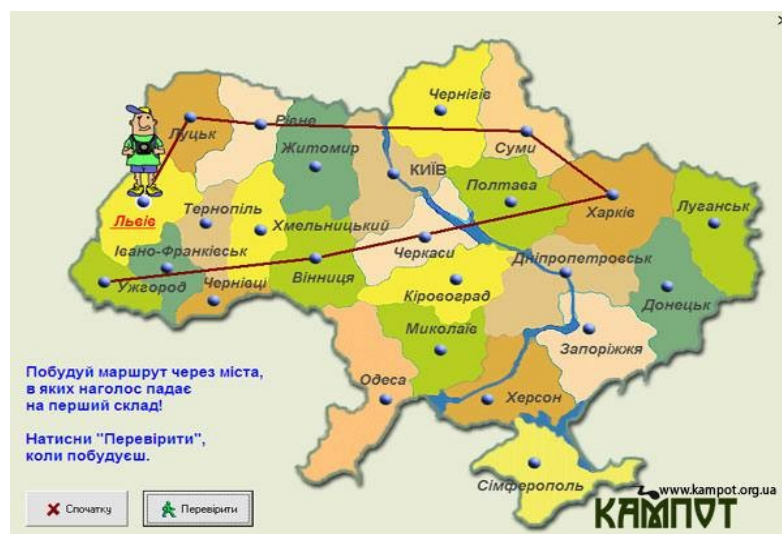 Чернігів
Луцьк
Рівне
Суми
Житомир
КИЇВ
Полтава
Харків
Луганськ
Львів
Тернопіль
Хмельницький
Івано-Франківськ
Черкаси
Дніпропетровськ
Ужгород
Чернівці
Вінниця
Кіровоград
Донецьк
Миколаїв
Запоріжжя
Одеса
Херсон
Сімферополь
Побудуй маршрут через міста,
в яких наголос падає
на перший склад!
Натисни "Перевірити",
коли побудуєш.
Спочатку
Перевірити
www.kampot.org.ua
КАМПОТ